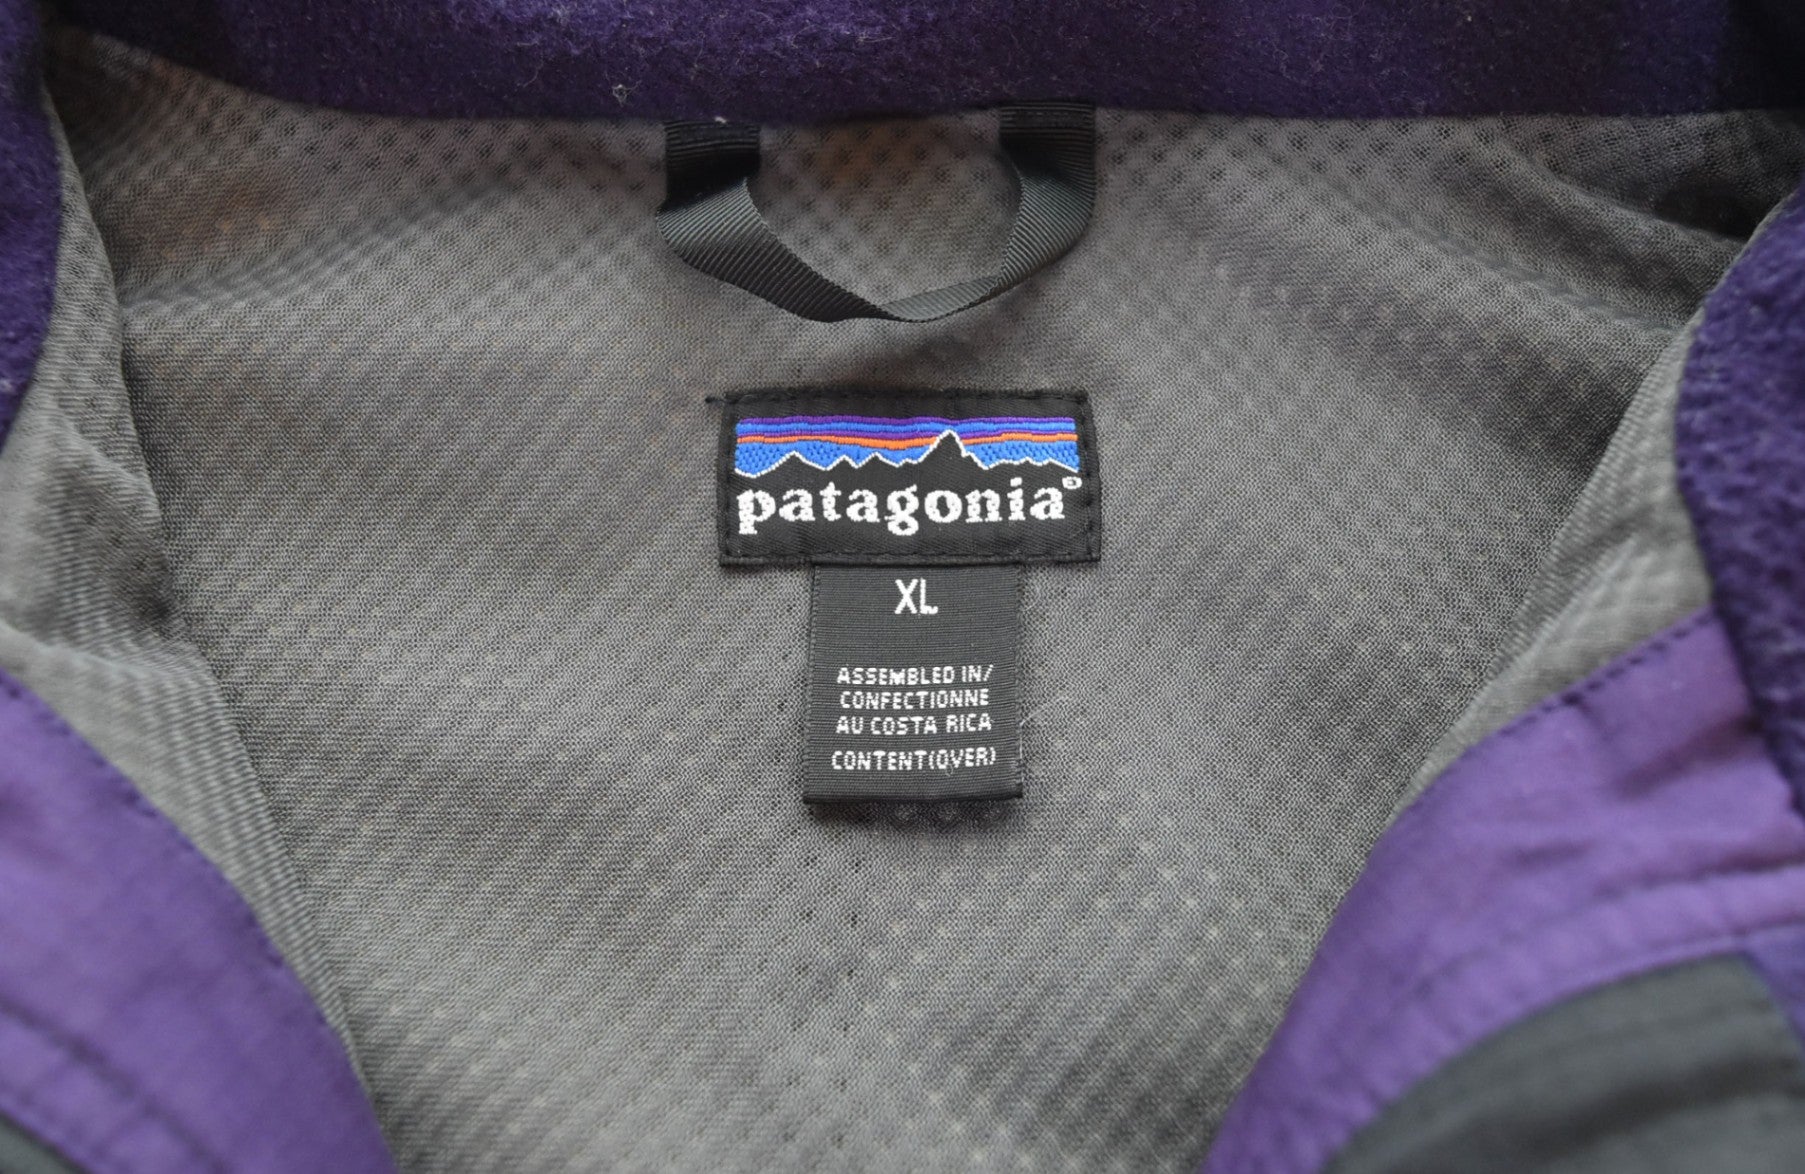 patagonia®
XL
ASSEMBLED IN/
CONFECTIONNE
AU COSTA RICA
CONTENT(OVER)